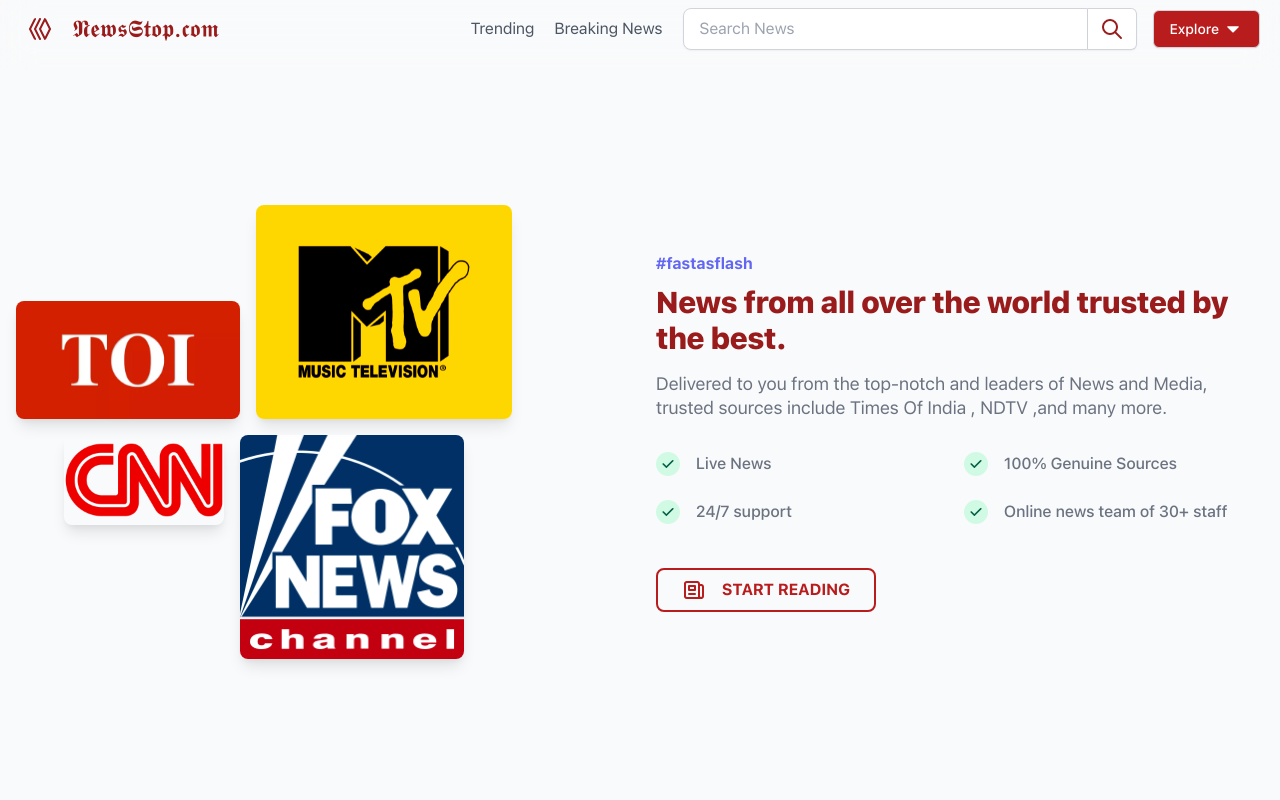 NewsStop.com
Trending
Breaking News
Search News
Explore
TOI
MTV
MUSIC TELEVISION®
CNN
FOX
NEWS
channel
#fastasflash
News from all over the world trusted by
the best.
Delivered to you from the top-notch and leaders of News and Media,
trusted sources include Times Of India , NDTV ,and many more.
Live News
100% Genuine Sources
24/7 support
Online news team of 30+ staff
START READING